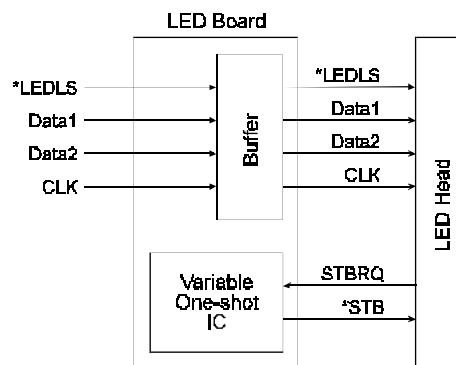 LED Board
*LEDLS
Data1
Data2
CLK
Buffer
*LEDLS
Data1
Data2
CLK
LED Head
Variable
One-shot
IC
STBRQ
*STB